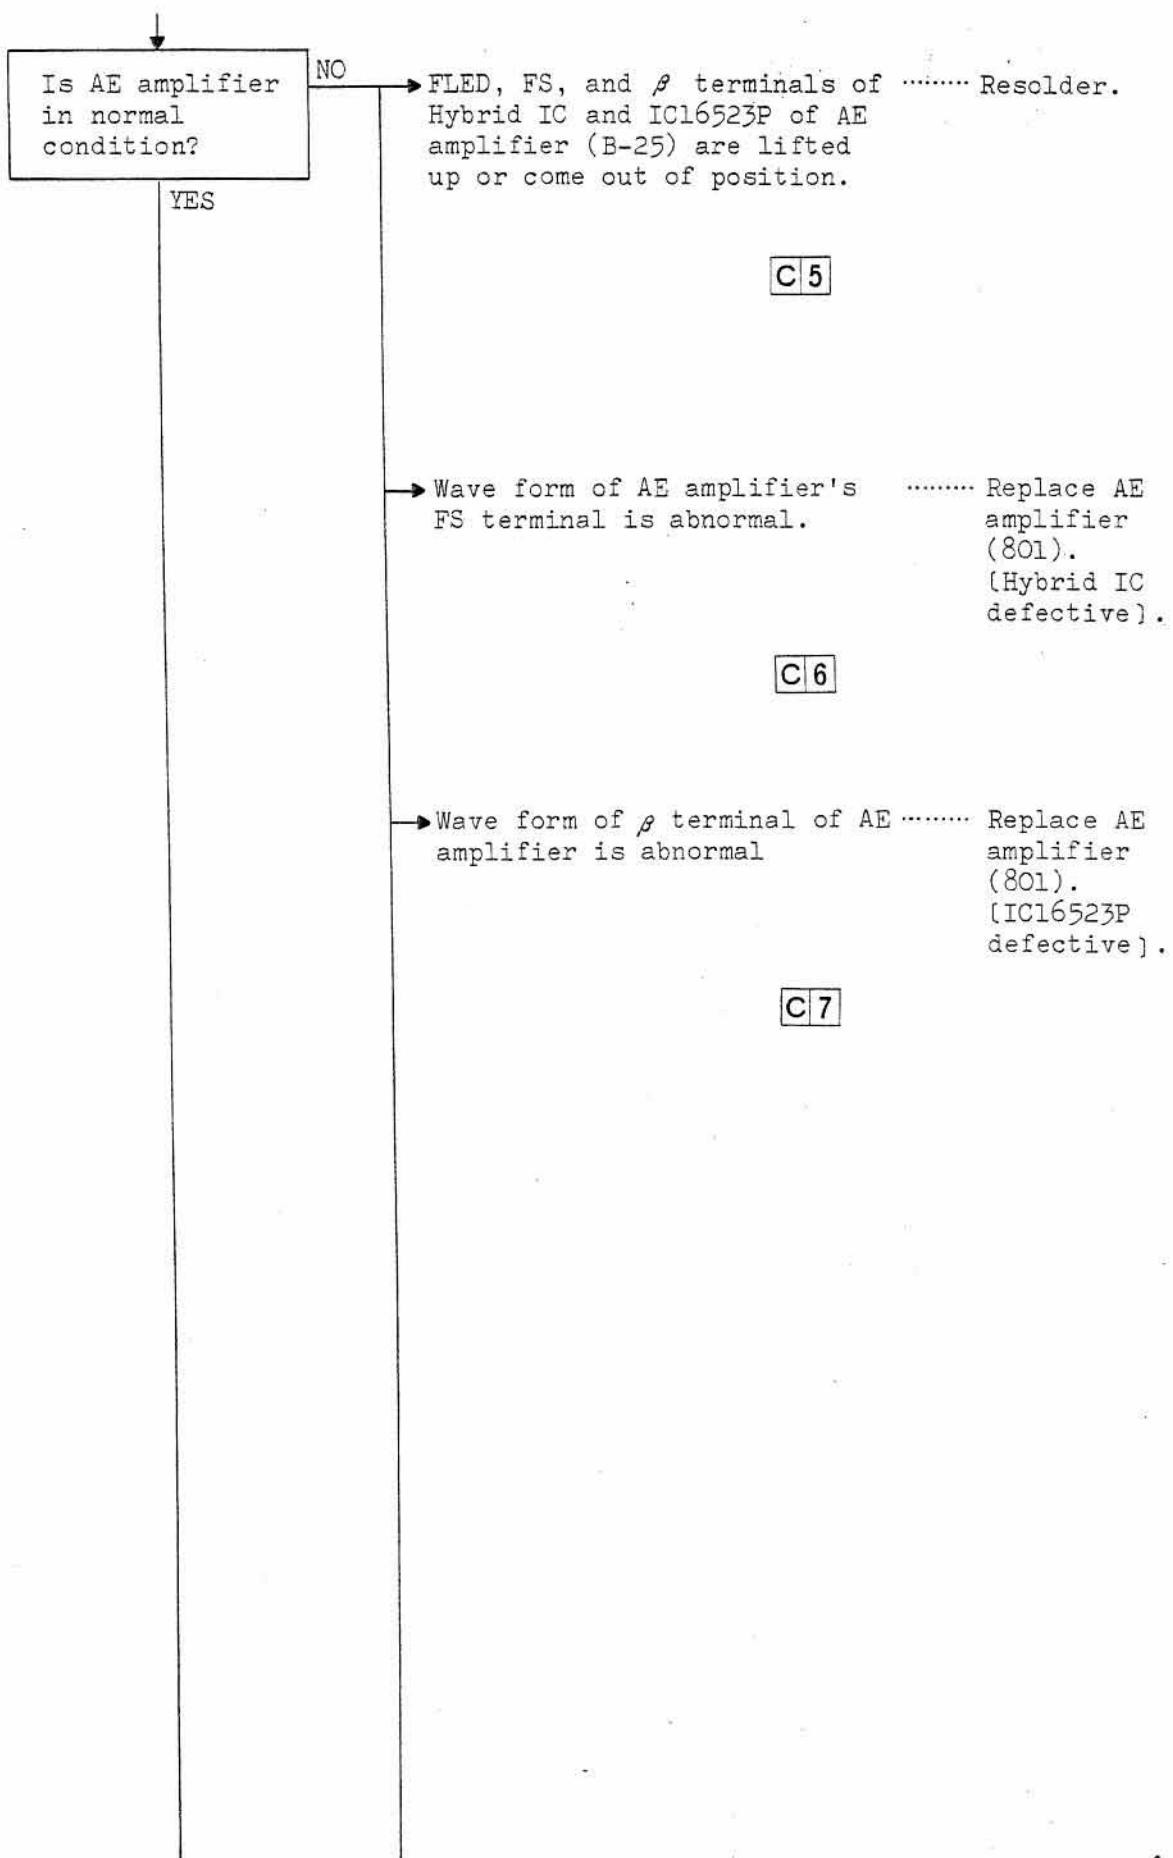 Is AE amplifier
in normal
condition?
NO
YES
FLED, FS, and β terminals of ········· Resolder.
Hybrid IC and IC16523P of AE
amplifier (B-25) are lifted
up or come out of position.
C 5
Wave form of AE amplifier's ········· Replace AE
FS terminal is abnormal. amplifier
(801).
[Hybrid IC
defective].
C 6
Wave form of β terminal of AE ········· Replace AE
amplifier is abnormal amplifier
(801).
[IC16523P
defective].
C 7